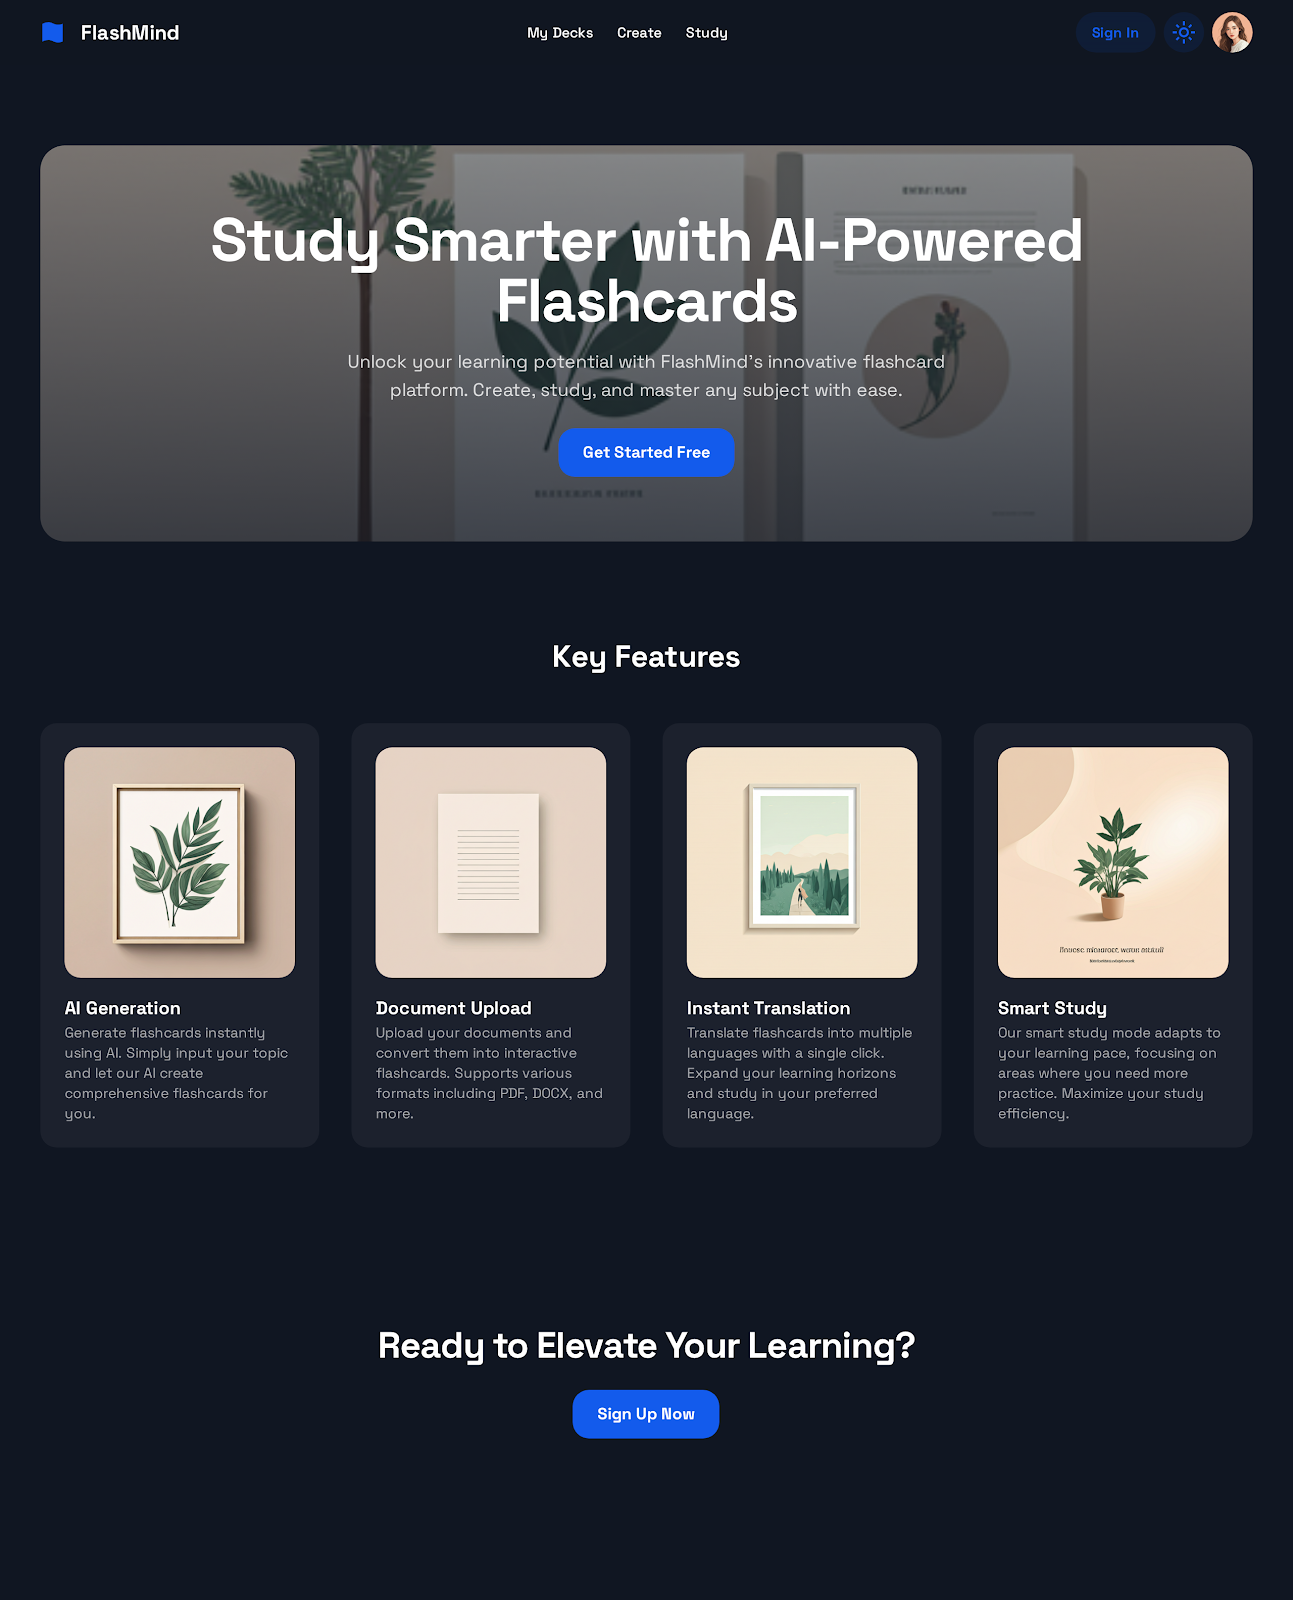 FlashMind
My Decks
Create
Study
Sign In
Study Smarter with AI-Powered
Flashcards
Unlock your learning potential with FlashMind's innovative flashcard
platform. Create, study, and master any subject with ease.
Get Started Free
Key Features
AI Generation
Generate flashcards instantly
using AI. Simply input your topic
and let our AI create
comprehensive flashcards for
you.
Document Upload
Upload your documents and
convert them into interactive
flashcards. Supports various
formats including PDF, DOCX, and
more.
Instant Translation
Translate flashcards into multiple
languages with a single click.
Expand your learning horizons
and study in your preferred
language.
Smart Study
Our smart study mode adapts to
your learning pace, focusing on
areas where you need more
practice. Maximize your study
efficiency.
Ready to Elevate Your Learning?
Sign Up Now